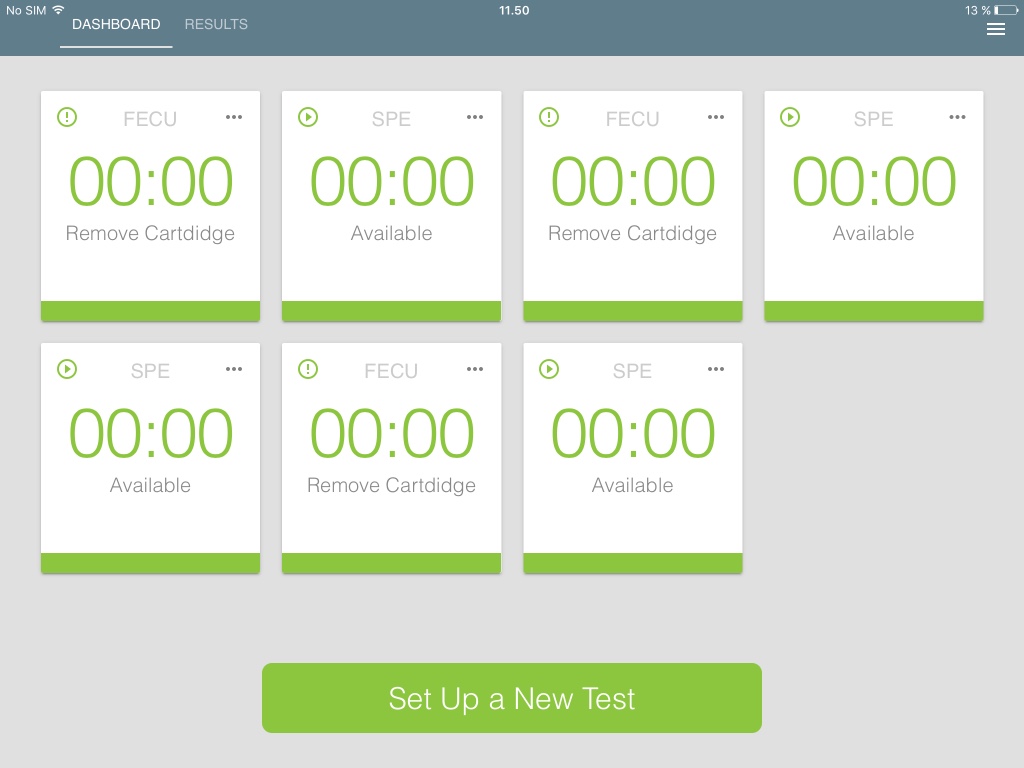 No SIM 11.50 13 %
DASHBOARD RESULTS
FECU SPE FECU SPE
00:00 00:00 00:00 00:00
Remove Cartdidge Available Remove Cartdidge Available
SPE FECU SPE
00:00 00:00 00:00
Available Remove Cartdidge Available
Set Up a New Test